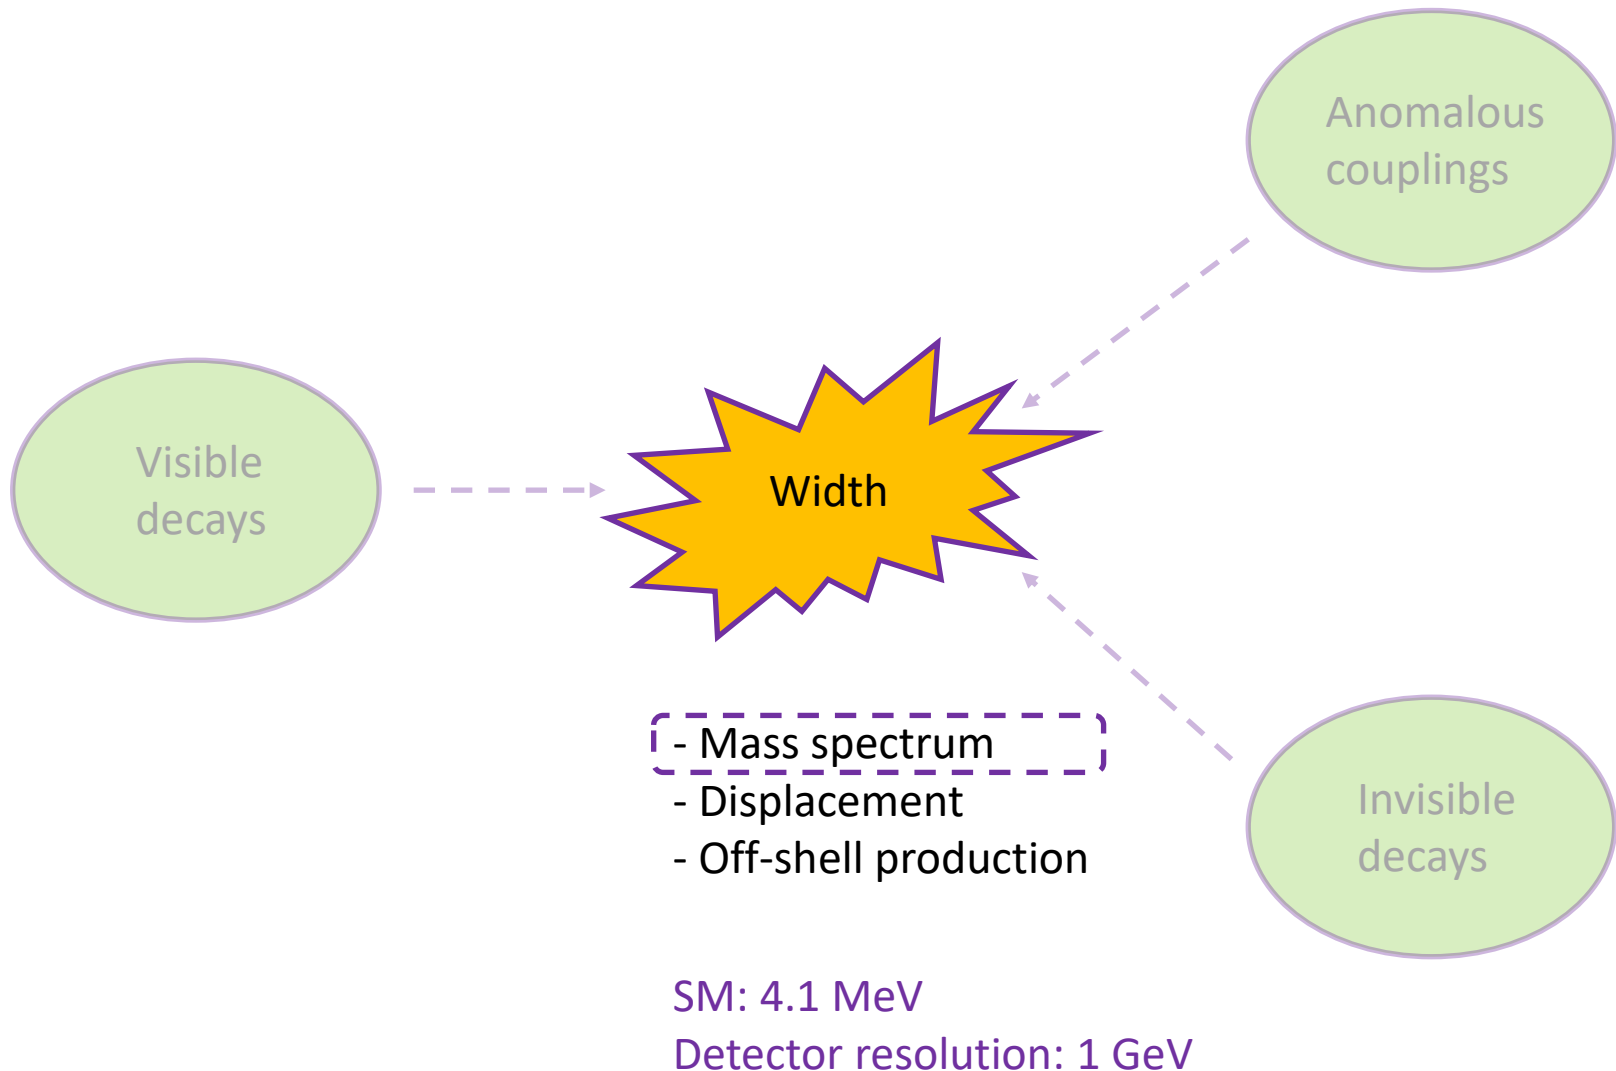 Anomalous
couplings
Visible
decays
Width
- Mass spectrum
- Displacement
- Off-shell production
Invisible
decays
SM: 4.1 MeV
Detector resolution: 1 GeV